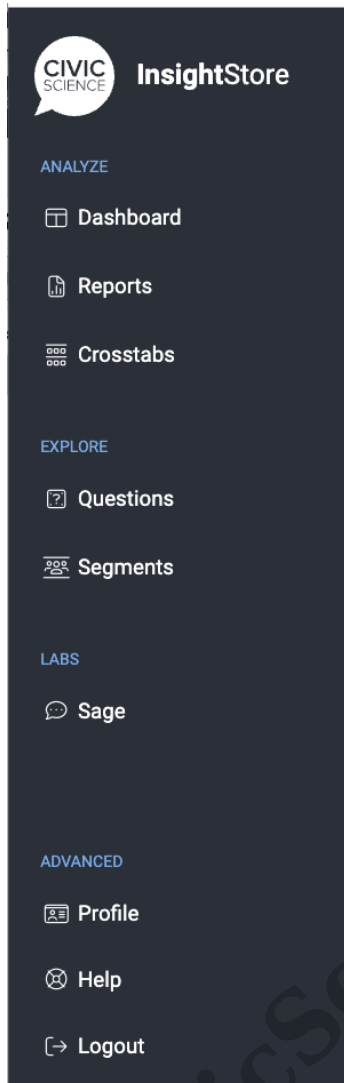 CIVIC
SCIENCE
InsightStore
ANALYZE
Dashboard
Reports
Crosstabs
EXPLORE
Questions
Segments
LABS
Sage
ADVANCED
Profile
Help
Logout